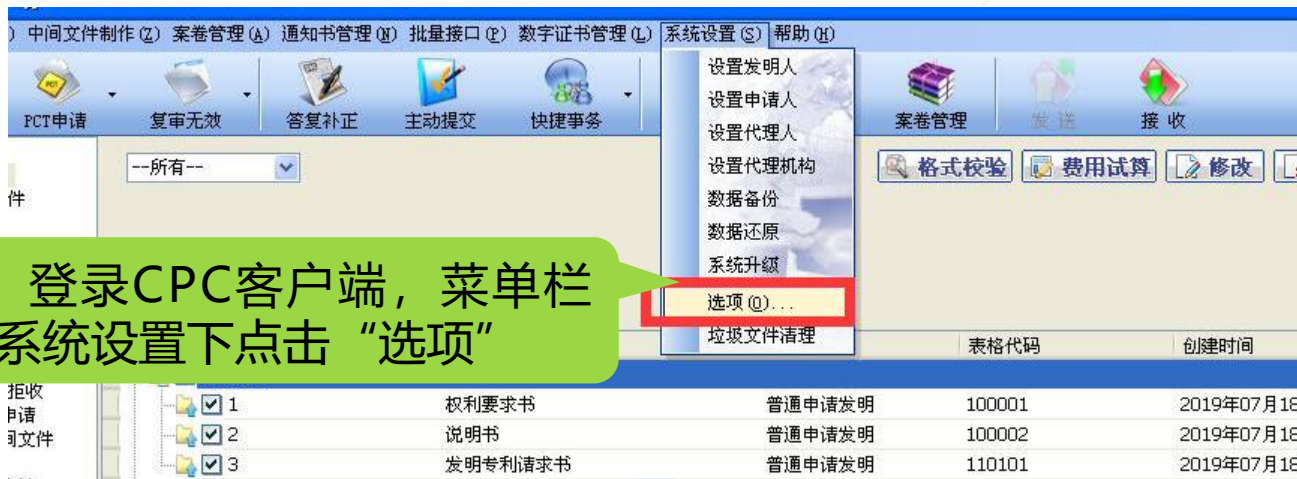 ) 中间文件制作(Z) 案卷管理(A) 通知书管理(N) 批量接口(P) 数字证书管理(L) 系统设置(S) 帮助(H)
PCT申请 复审无效 答复补正 主动提交 快捷事务 案卷管理 发送 接收
设置发明人
设置申请人
设置代理人
设置代理机构
数据备份
数据还原
系统升级
选项(O)...
垃圾文件清理
--所有--
格式校验 费用试算 修改
件
登录CPC客户端，菜单栏
系统设置下点击“选项”
表格代码 创建时间
拒收
申请
间文件
1 权利要求书 普通申请发明 100001 2019年07月18
2 说明书 普通申请发明 100002 2019年07月18
3 发明专利请求书 普通申请发明 110101 2019年07月18